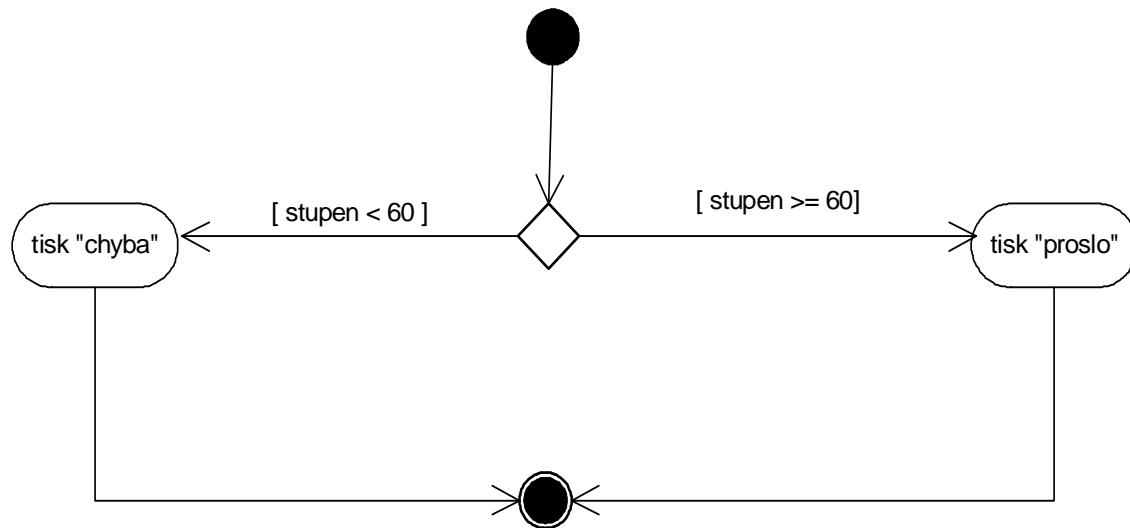 [ stupen < 60 ]
[ stupen >= 60]
tisk "chyba"
tisk "proslo"